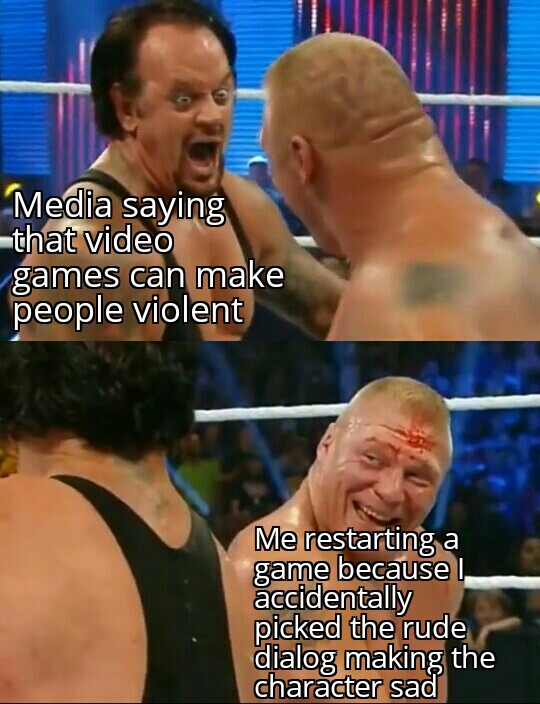 Media saying
that video
games can make
people violent
Me restarting a
game because I
accidentally
picked the rude
dialog making the
character sad